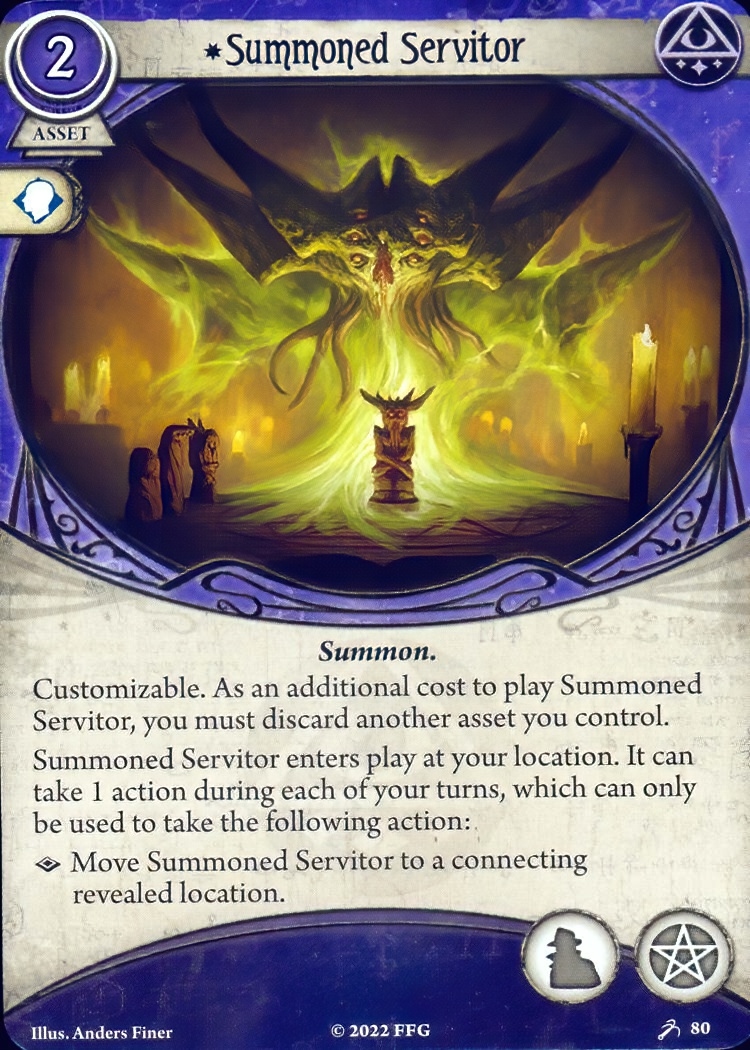 2
Summoned Servitor
ASSET
Summon.
Customizable. As an additional cost to play Summoned
Servitor, you must discard another asset you control.
Summoned Servitor enters play at your location. It can
take 1 action during each of your turns, which can only
be used to take the following action:
Move Summoned Servitor to a connecting
revealed location.
Illus. Anders Finer
© 2022 FFG
80